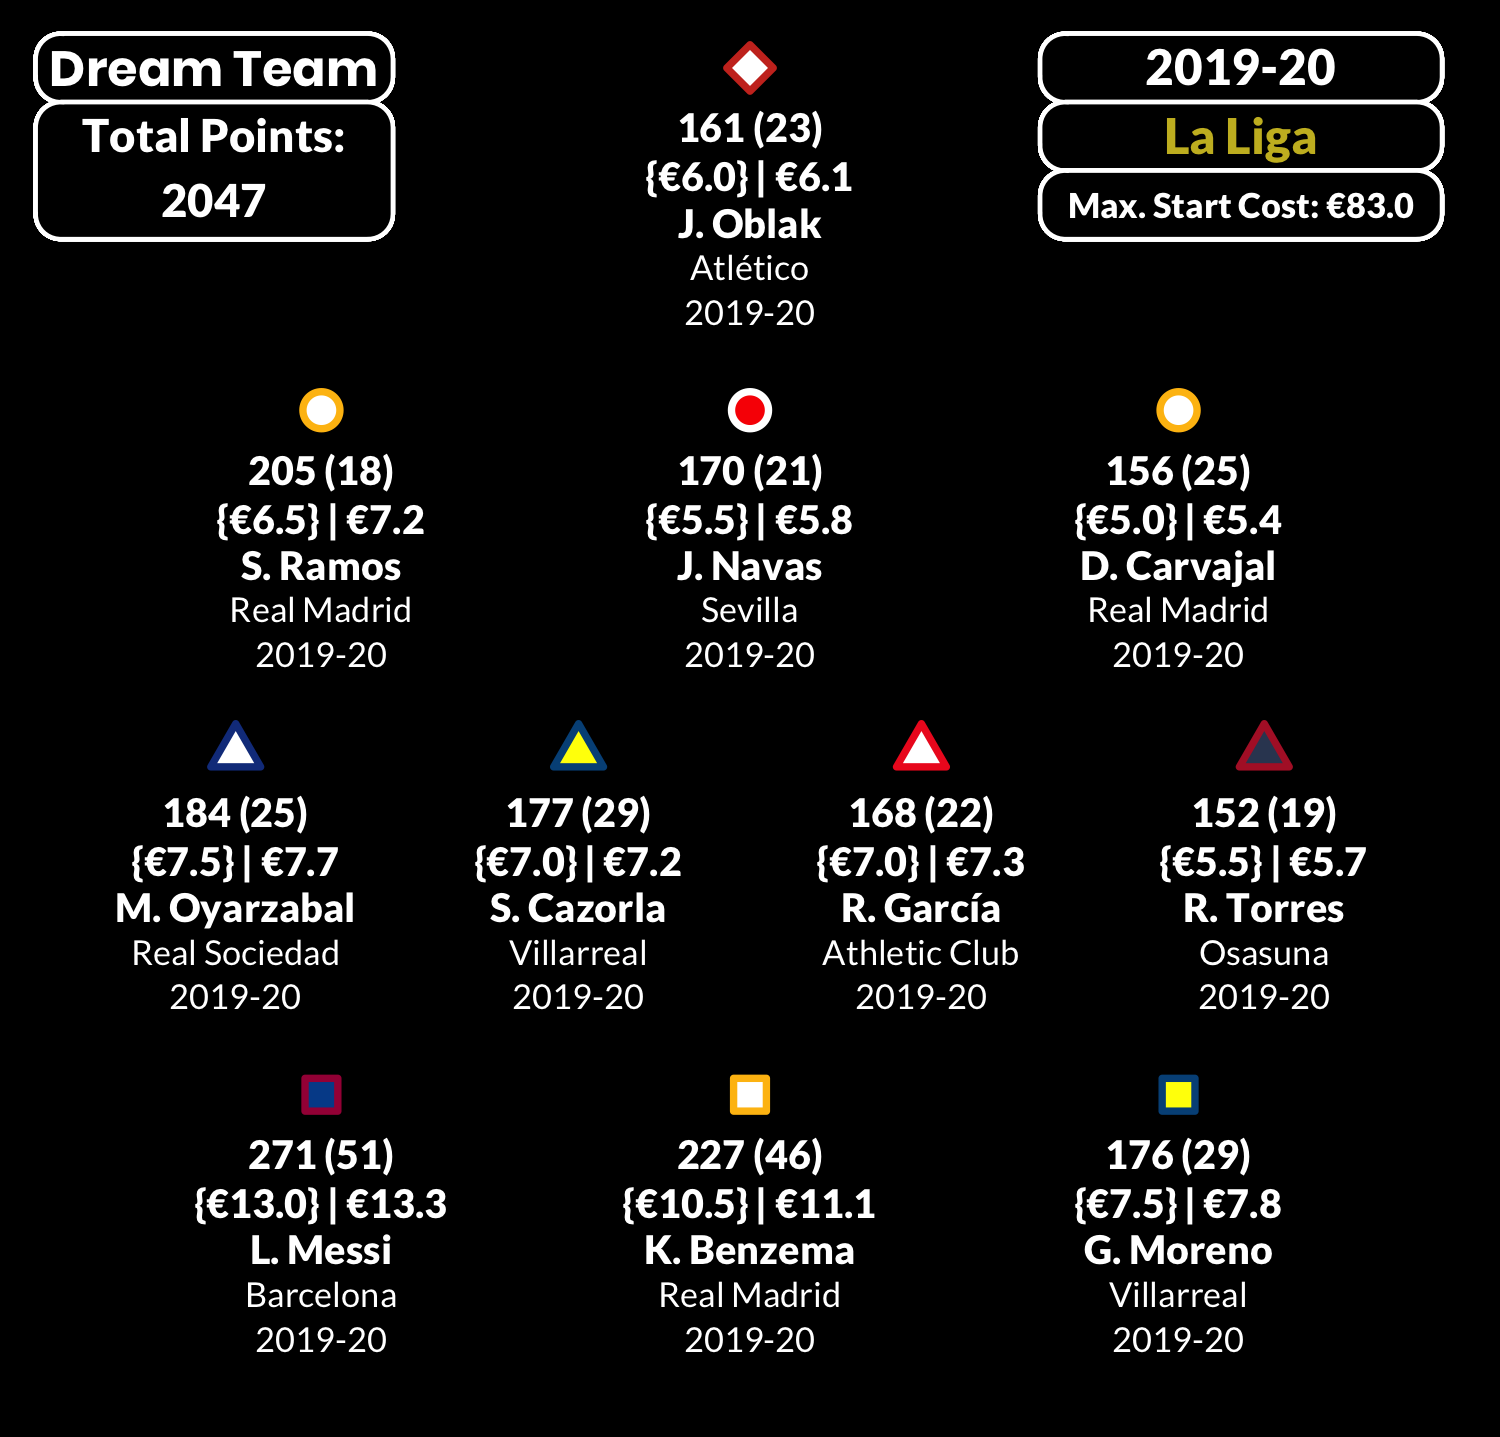 Dream Team
Total Points:
2047
2019-20
La Liga
Max. Start Cost: €83.0
161 (23)
{€6.0} | €6.1
J. Oblak
Atlético
2019-20
205 (18)
{€6.5} | €7.2
S. Ramos
Real Madrid
2019-20
170 (21)
{€5.5} | €5.8
J. Navas
Sevilla
2019-20
156 (25)
{€5.0} | €5.4
D. Carvajal
Real Madrid
2019-20
184 (25)
{€7.5} | €7.7
M. Oyarzabal
Real Sociedad
2019-20
177 (29)
{€7.0} | €7.2
S. Cazorla
Villarreal
2019-20
168 (22)
{€7.0} | €7.3
R. García
Athletic Club
2019-20
152 (19)
{€5.5} | €5.7
R. Torres
Osasuna
2019-20
271 (51)
{€13.0} | €13.3
L. Messi
Barcelona
2019-20
227 (46)
{€10.5} | €11.1
K. Benzema
Real Madrid
2019-20
176 (29)
{€7.5} | €7.8
G. Moreno
Villarreal
2019-20